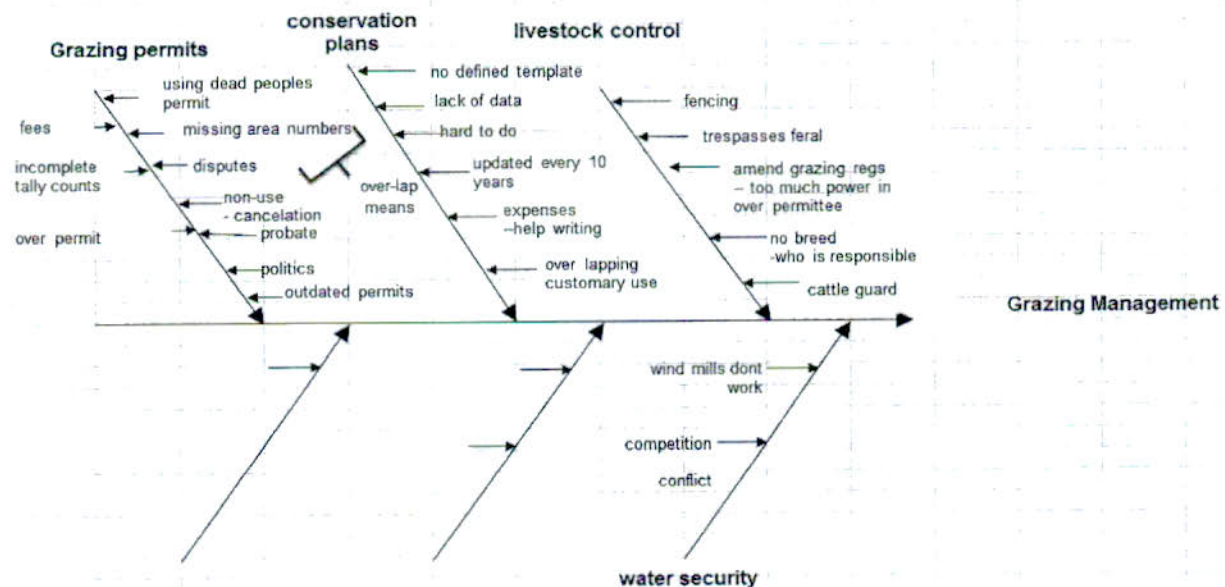 Grazing permits
using dead peoples
permit
fees
missing area numbers
incomplete
tally counts
disputes
non-use
- cancelation
over permit
probate
politics
outdated permits
conservation
plans
no defined template
lack of data
hard to do
updated every 10
years
over-lap
means
expenses
--help writing
over lapping
customary use
livestock control
fencing
trespasses feral
amend grazing regs
-- too much power in
over permittee
no breed
-who is responsible
cattle guard
Grazing Management
wind mills dont
work
competition
conflict
water security